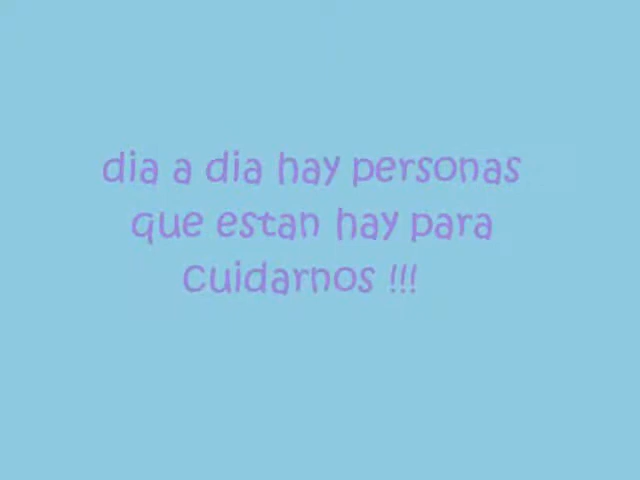 dia a dia hay personas
que estan hay para
cuidarnos !!!